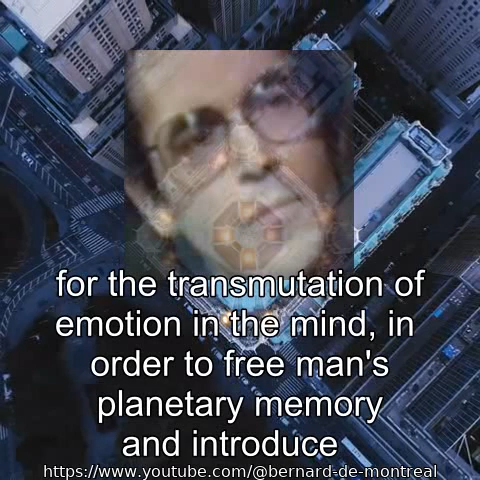 for the transmutation of
emotion in the mind, in
order to free man's
planetary memory
and introduce
https://www.youtube.com/@bernard-de-montreal